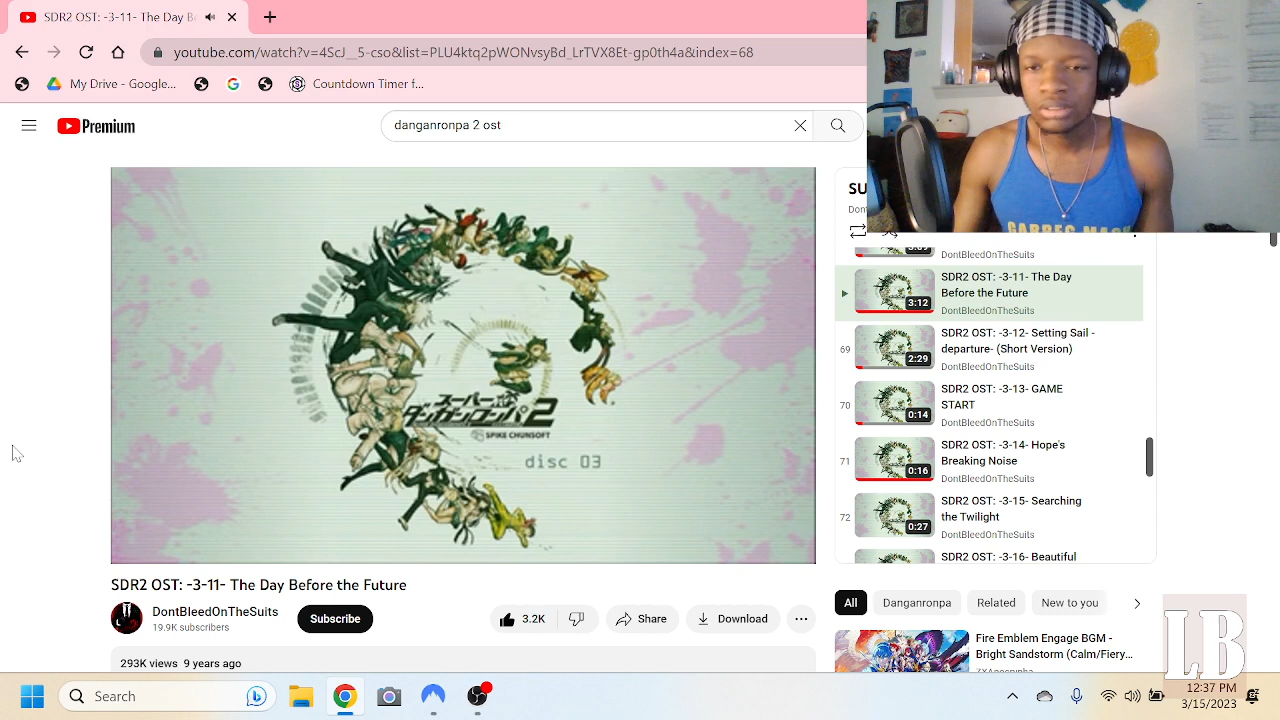 SDR2 OST: -3-11- The Day B
youtube.com/watch?v=4ScJ__S-cso&list=PLU4ktq2pWONvsyBd_LrTVX8Et-gp0th4a&index=68
My Drive - Google...
Countdown Timer f...
Premium
danganronpa 2 ost
スーパー
ダンガンロンパ2
SPIKE CHUNSOFT
disc 03
SDR2 OST: -3-11- The Day Before the Future
DontBleedOnTheSuits
19.9K subscribers
Subscribe
3.2K
Share
Download
293K views 9 years ago
SU
Dont
DontBleedOnTheSuits
3:12
SDR2 OST: -3-11- The Day
Before the Future
DontBleedOnTheSuits
69
2:29
SDR2 OST: -3-12- Setting Sail -
departure- (Short Version)
DontBleedOnTheSuits
70
0:14
SDR2 OST: -3-13- GAME
START
DontBleedOnTheSuits
71
0:16
SDR2 OST: -3-14- Hope's
Breaking Noise
DontBleedOnTheSuits
72
0:27
SDR2 OST: -3-15- Searching
the Twilight
DontBleedOnTheSuits
SDR2 OST: -3-16- Beautiful
All
Danganronpa
Related
New to you
Fire Emblem Engage BGM -
Bright Sandstorm (Calm/Fiery...
LB
Search
12:37 PM
3/15/2023